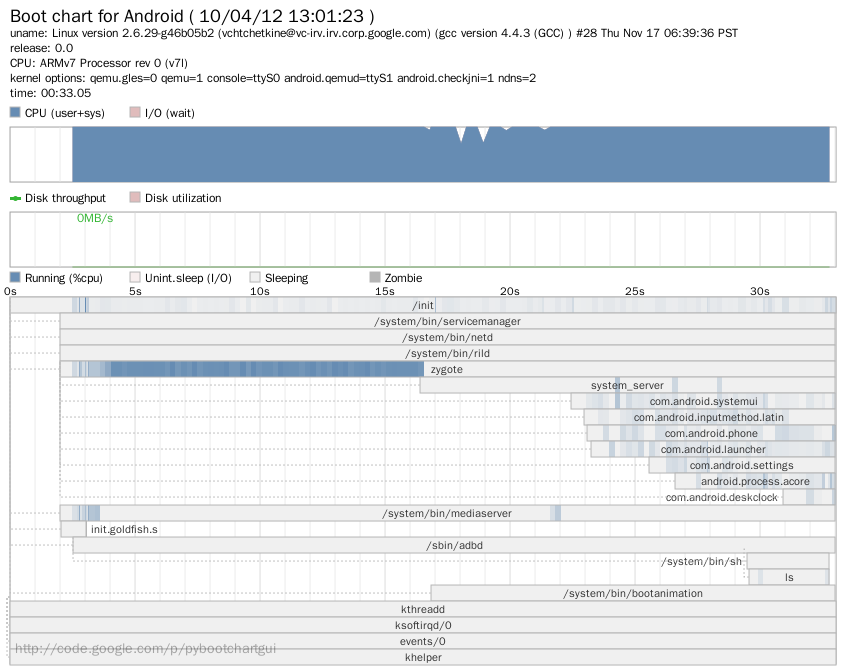 Boot chart for Android ( 10/04/12 13:01:23 )
uname: Linux version 2.6.29-g46b05b2 (vchtchetkine@vc-irv.irv.corp.google.com) (gcc version 4.4.3 (GCC) ) #28 Thu Nov 17 06:39:36 PST
release: 0.0
CPU: ARMv7 Processor rev 0 (v7l)
kernel options: qemu.gles=0 qemu=1 console=ttyS0 android.qemud=ttyS1 android.checkjni=1 ndns=2
time: 00:33.05
CPU (user+sys) I/O (wait)
Disk throughput Disk utilization
0MB/s
Running (%cpu) Unint.sleep (I/O) Sleeping Zombie
0s 5s 10s 15s 20s 25s 30s
/init
/system/bin/servicemanager
/system/bin/netd
/system/bin/rild
zygote
system_server
com.android.systemui
com.android.inputmethod.latin
com.android.phone
com.android.launcher
com.android.settings
android.process.acore
com.android.deskclock
/system/bin/mediaserver
init.goldfish.s
/sbin/adbd
/system/bin/sh
ls
/system/bin/bootanimation
kthreadd
ksoftirqd/0
events/0
http://code.google.com/p/pybootchartgui
khelper